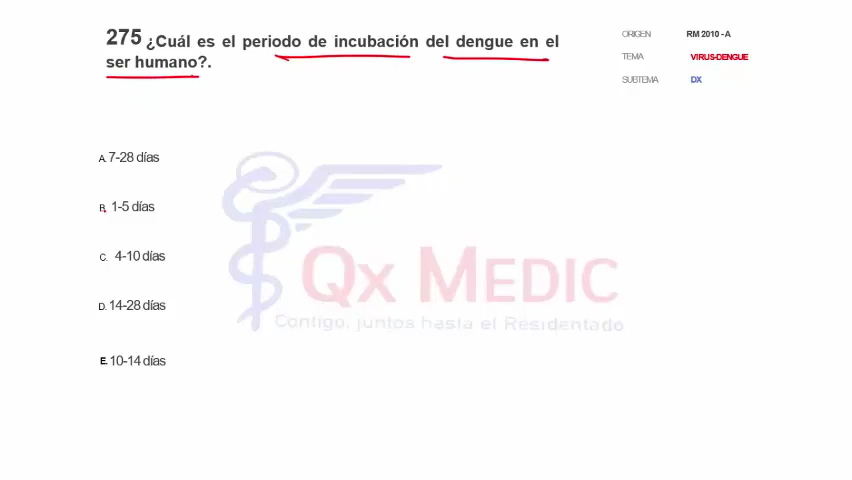 275 ¿Cuál es el periodo de incubación del dengue en el
ser humano?.
ORIGEN RM 2010 - A
TEMA VIRUS-DENGUE
SUBTEMA DX
A. 7-28 días
B. 1-5 días
C. 4-10 días
D. 14-28 días
E. 10-14 días
QX MEDIC
Contigo, juntos hasta el Residentado